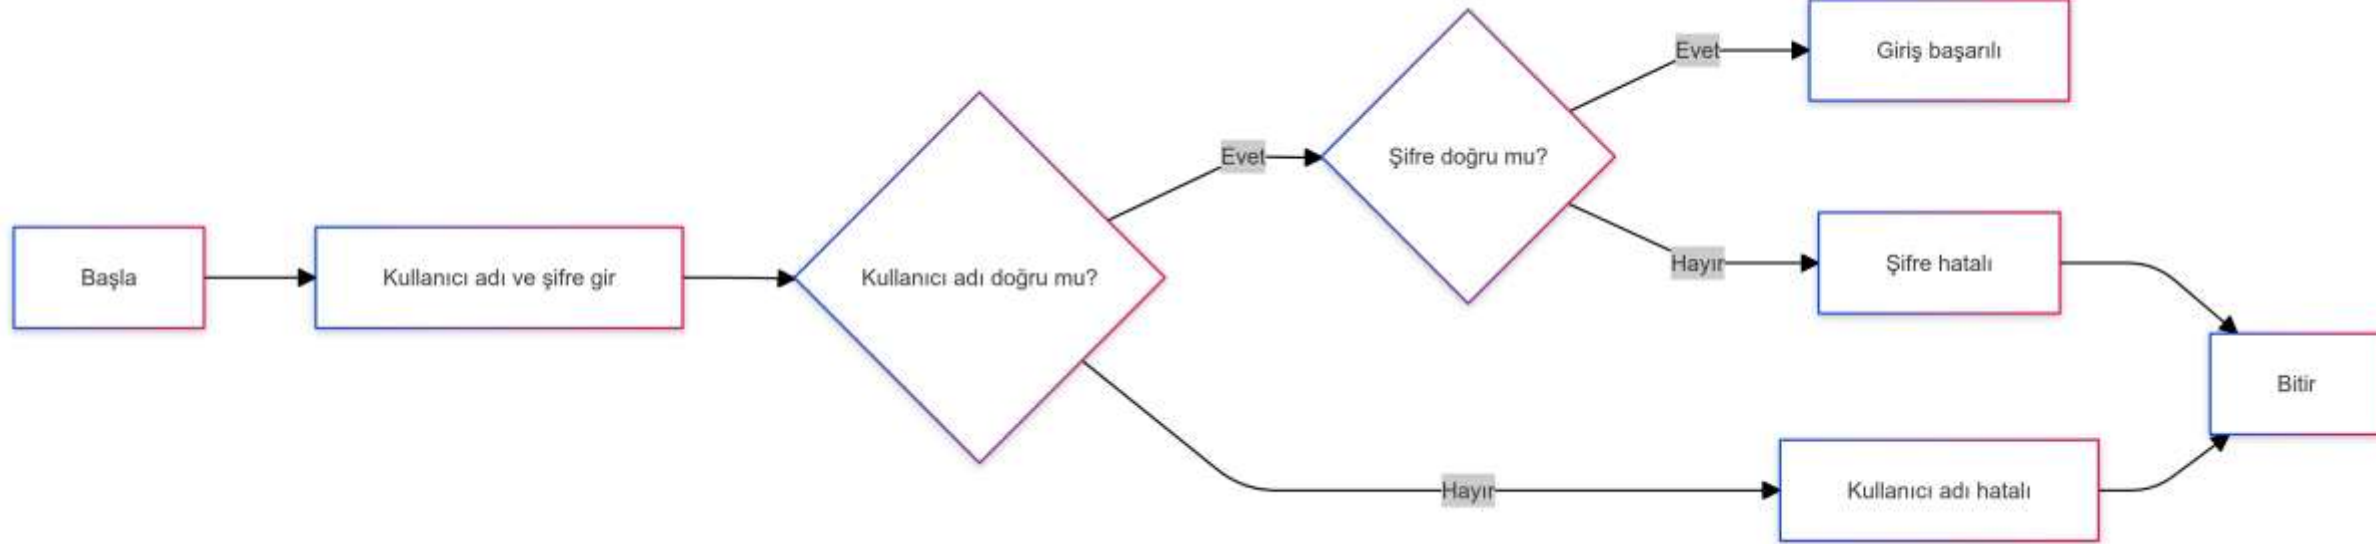 Başla
Kullanıcı adı ve şifre gir
Kullanıcı adı doğru mu?
Evet
Şifre doğru mu?
Evet
Giriş başarılı
Hayır
Şifre hatalı
Hayır
Kullanıcı adı hatalı
Bitir